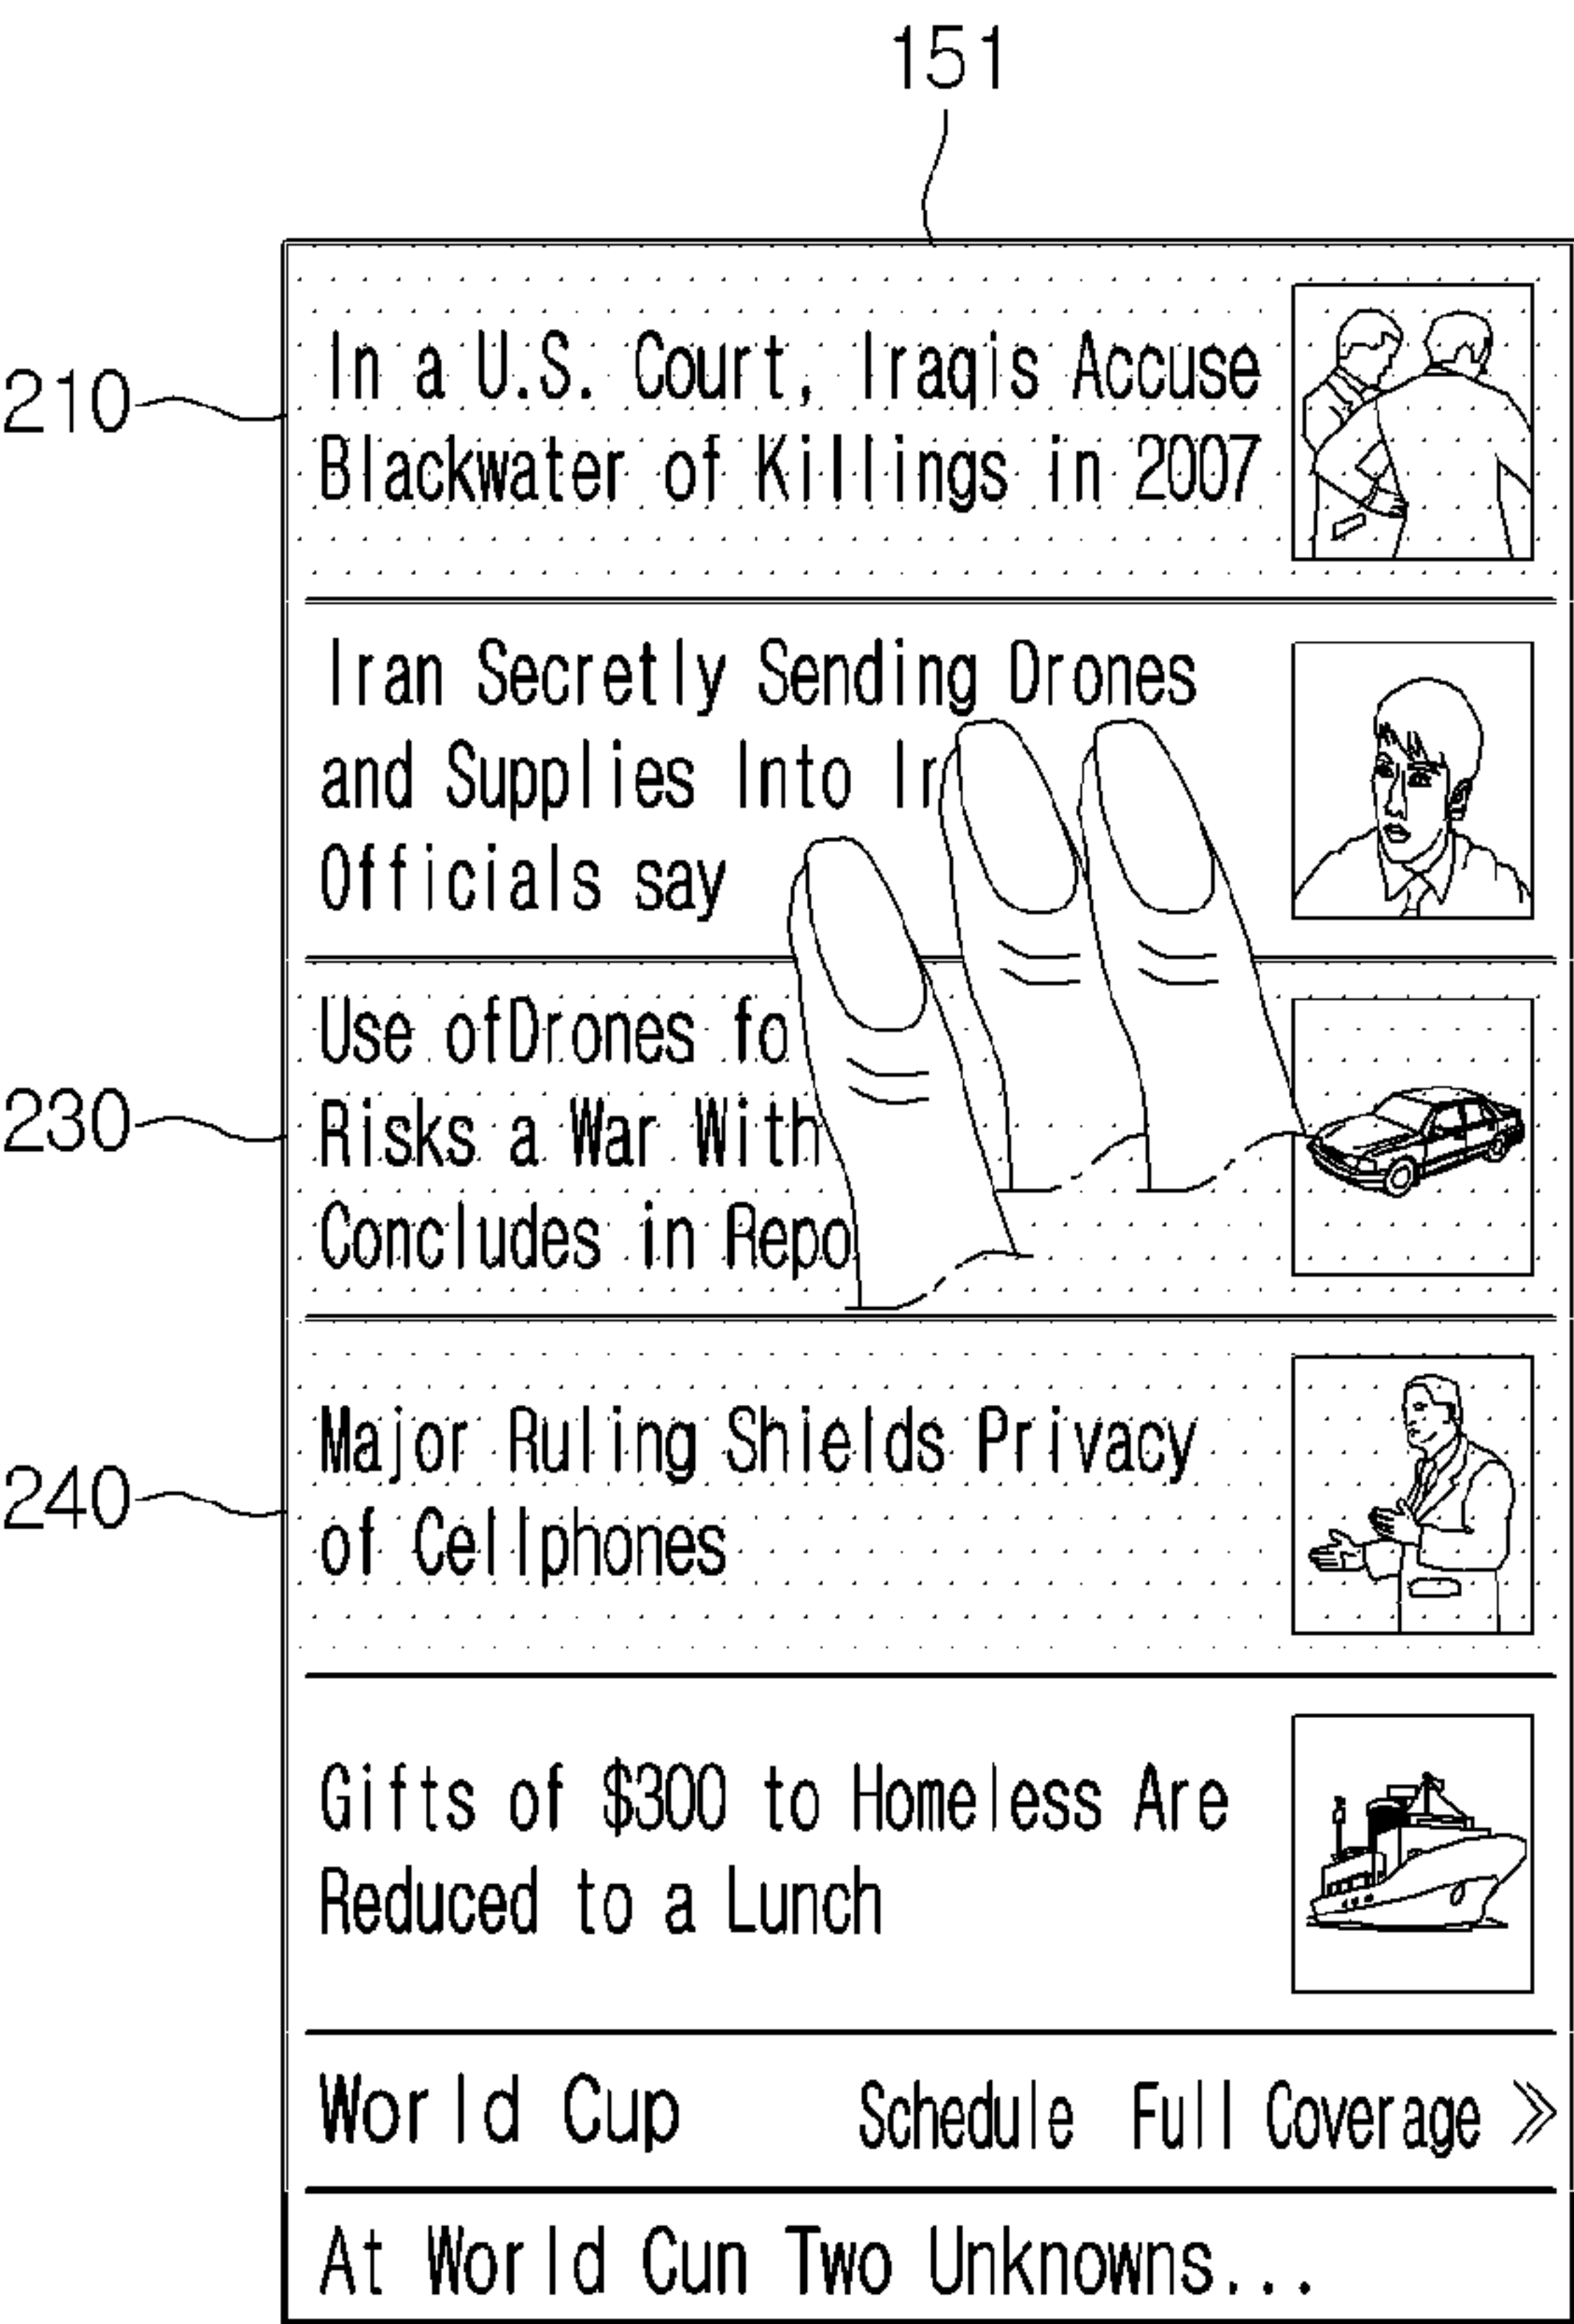 151
210
In a U.S. Court, Iraqis Accuse
Blackwater of Killings in 2007
Iran Secretly Sending Drones
and Supplies Into Ir
Officials say
230
Use ofDrones fo
Risks a War With
Concludes in Repo
240
Major Ruling Shields Privacy
of Cellphones
Gifts of $300 to Homeless Are
Reduced to a Lunch
World Cup Schedule Full Coverage »
At World Cun Two Unknowns...